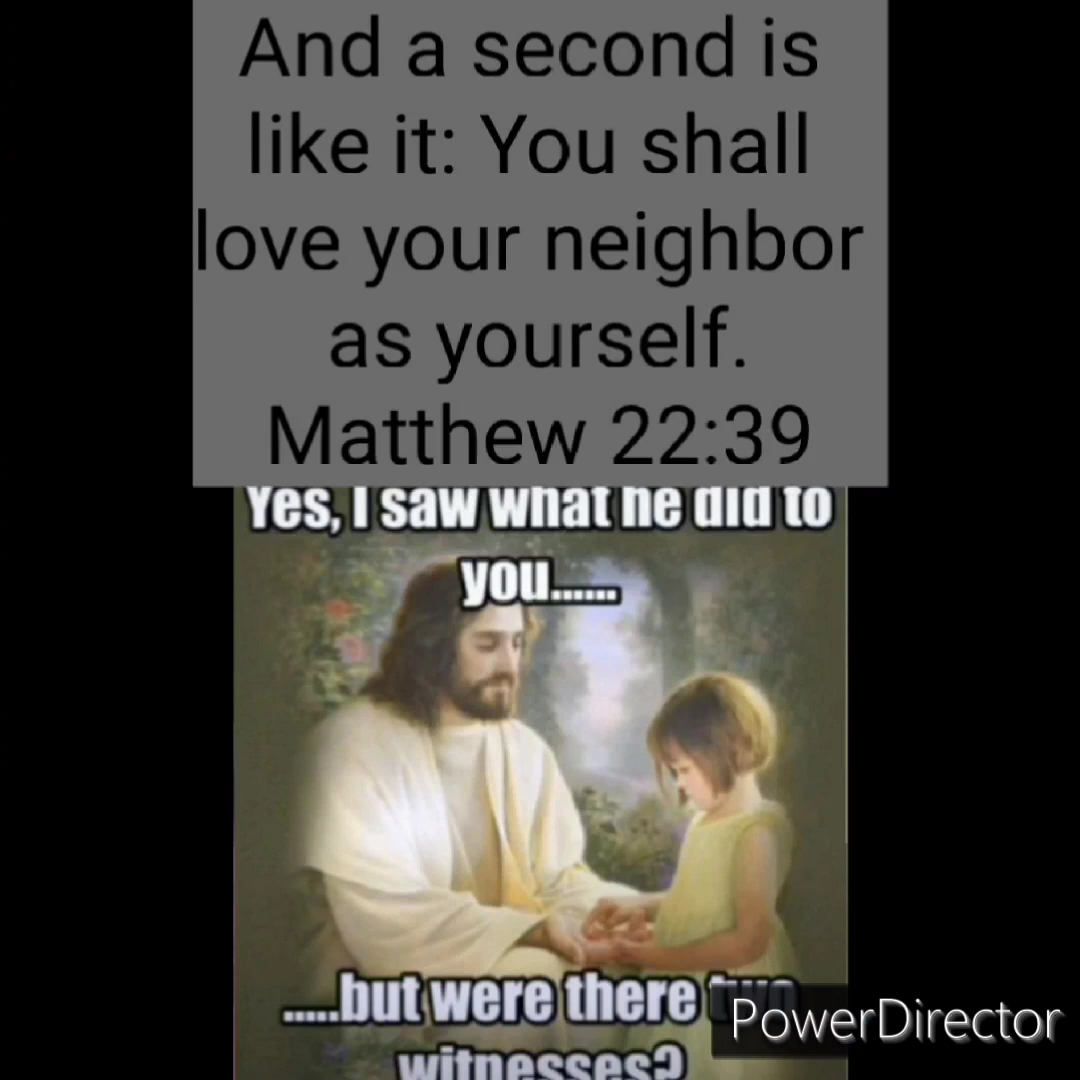 And a second is
like it: You shall
love your neighbor
as yourself.
Matthew 22:39
Yes, I saw what he did to
you......
.....but were there two
witnesses?
PowerDirector